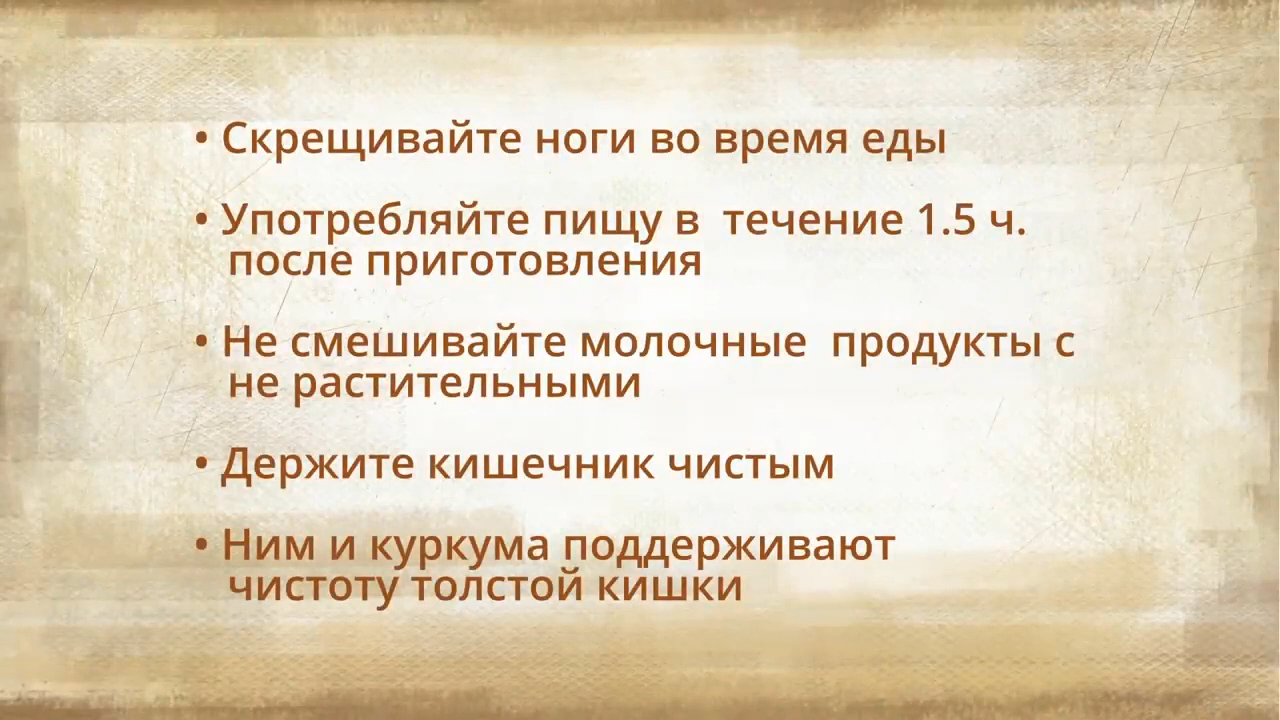 • Скрещивайте ноги во время еды
• Употребляйте пищу в течение 1.5 ч.
после приготовления
• Не смешивайте молочные продукты с
не растительными
• Держите кишечник чистым
• Ним и куркума поддерживают
чистоту толстой кишки